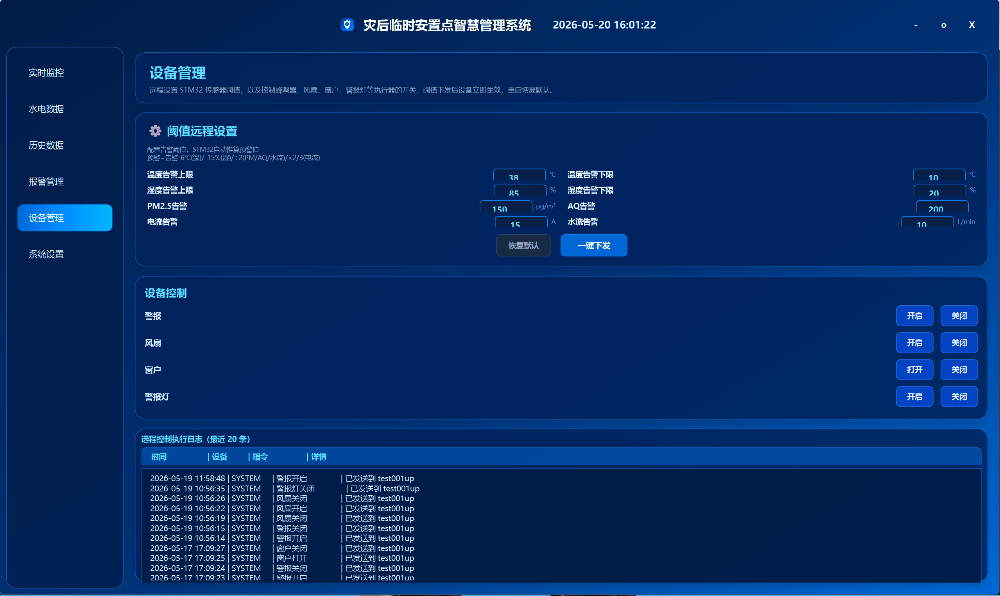 灾后临时安置点智慧管理系统 2026-05-20 16:01:22 - o X
实时监控
水电数据
历史数据
报警管理
设备管理
系统设置
设备管理
远程设置 STM32 传感器阈值，以及控制蜂鸣器、风扇、窗户、警报灯等执行器的开关。阈值下发后设备立即生效，重启恢复默认。
阈值远程设置
配置告警阈值，STM32自动推算预警值
预警=告警-6℃(温)/-15%(湿)/÷2(PM/AQ/水流)/×2/3(电流)
温度告警上限 38 ℃ 温度告警下限 10 ℃
湿度告警上限 85 % 湿度告警下限 20 %
PM2.5告警 150 μg/m³ AQ告警 200
电流告警 15 A 水流告警 10 L/min
恢复默认 一键下发
设备控制
警报 开启 关闭
风扇 开启 关闭
窗户 打开 关闭
警报灯 开启 关闭
远程控制执行日志（最近 20 条）
时间 | 设备 | 指令 | 详情
2026-05-19 11:58:48 | SYSTEM | 警报开启 | 已发送到 test001up
2026-05-19 10:56:35 | SYSTEM | 警报灯关闭 | 已发送到 test001up
2026-05-19 10:56:26 | SYSTEM | 风扇关闭 | 已发送到 test001up
2026-05-19 10:56:22 | SYSTEM | 风扇开启 | 已发送到 test001up
2026-05-19 10:56:19 | SYSTEM | 风扇关闭 | 已发送到 test001up
2026-05-19 10:56:15 | SYSTEM | 警报关闭 | 已发送到 test001up
2026-05-19 10:56:14 | SYSTEM | 警报开启 | 已发送到 test001up
2026-05-17 17:09:27 | SYSTEM | 窗户关闭 | 已发送到 test001up
2026-05-17 17:09:25 | SYSTEM | 窗户打开 | 已发送到 test001up
2026-05-17 17:09:24 | SYSTEM | 警报关闭 | 已发送到 test001up
2026-05-17 17:09:23 | SYSTEM | 警报开启 | 已发送到 test001up